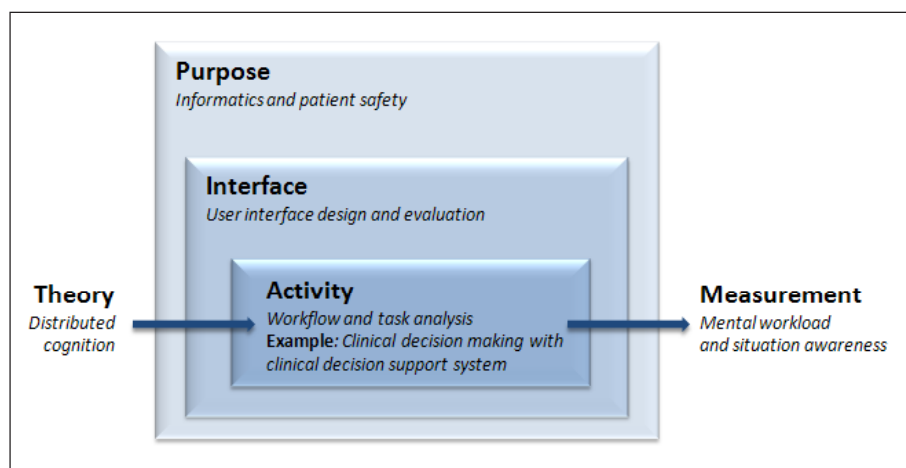 Purpose
Informatics and patient safety
Interface
User interface design and evaluation
Theory
Distributed
cognition
Activity
Workflow and task analysis
Example: Clinical decision making with
clinical decision support system
Measurement
Mental workload
and situation awareness